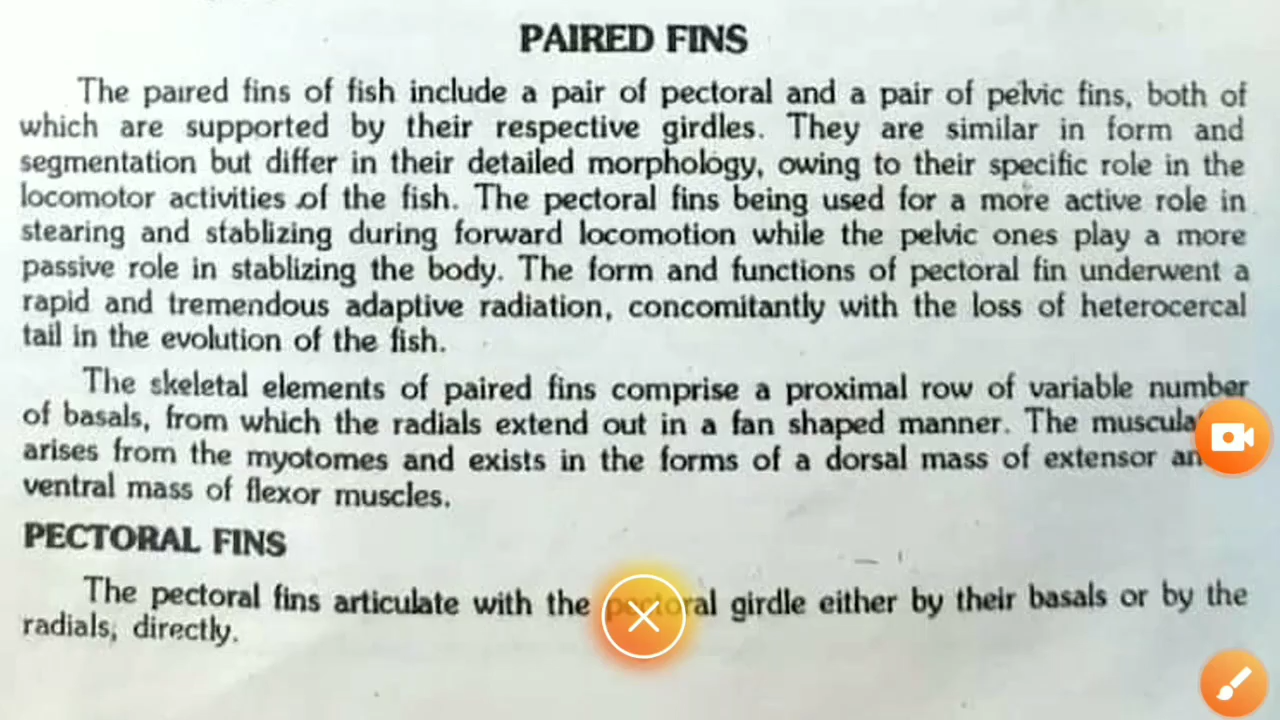 PAIRED FINS
The paired fins of fish include a pair of pectoral and a pair of pelvic fins, both of
which are supported by their respective girdles. They are similar in form and
segmentation but differ in their detailed morphology, owing to their specific role in the
locomotor activities of the fish. The pectoral fins being used for a more active role in
stearing and stablizing during forward locomotion while the pelvic ones play a more
passive role in stablizing the body. The form and functions of pectoral fin underwent a
rapid and tremendous adaptive radiation, concomitantly with the loss of heterocercal
tail in the evolution of the fish.
The skeletal elements of paired fins comprise a proximal row of variable number
of basals, from which the radials extend out in a fan shaped manner. The
arises from the myotomes and exists in the forms of a dorsal mass of extensor
ventral mass of flexor muscles.
PECTORAL FINS
The pectoral fins articulate with the pectoral girdle either by their basals or by the
radials, directly.